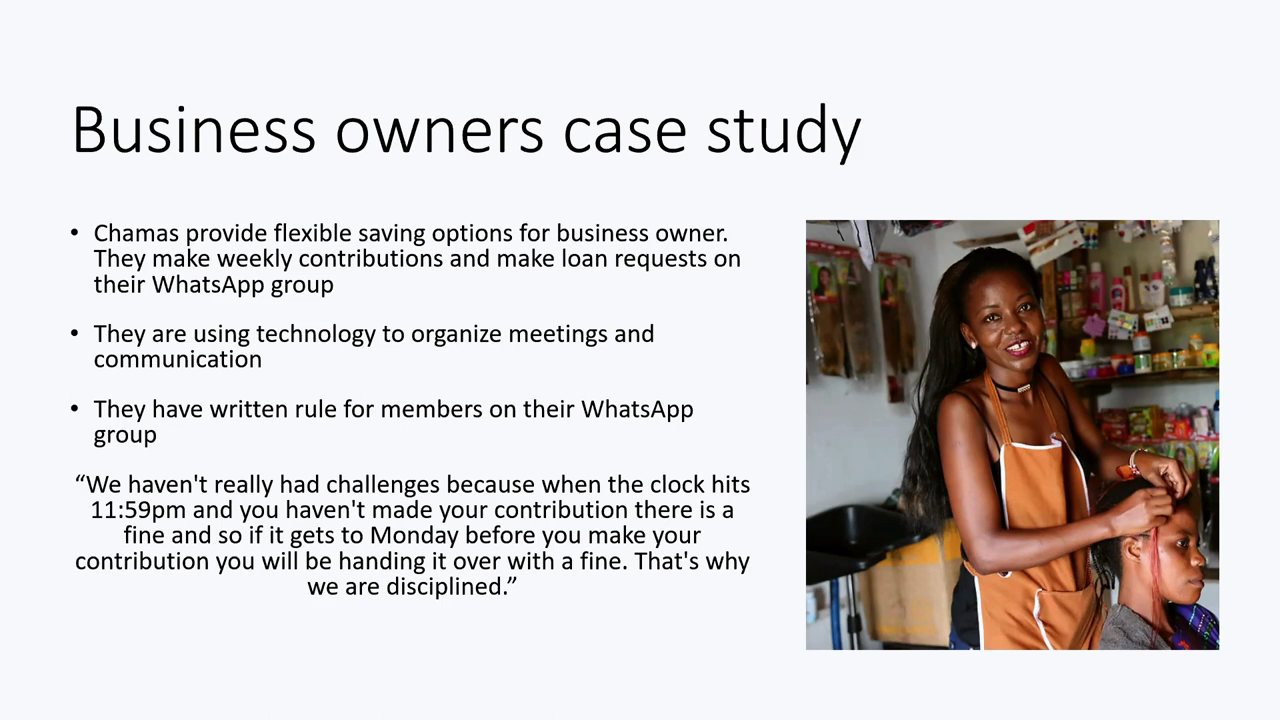 Business owners case study
• Chamas provide flexible saving options for business owner.
They make weekly contributions and make loan requests on
their WhatsApp group
• They are using technology to organize meetings and
communication
• They have written rule for members on their WhatsApp
group
“We haven't really had challenges because when the clock hits
11:59pm and you haven't made your contribution there is a
fine and so if it gets to Monday before you make your
contribution you will be handing it over with a fine. That's why
we are disciplined.”